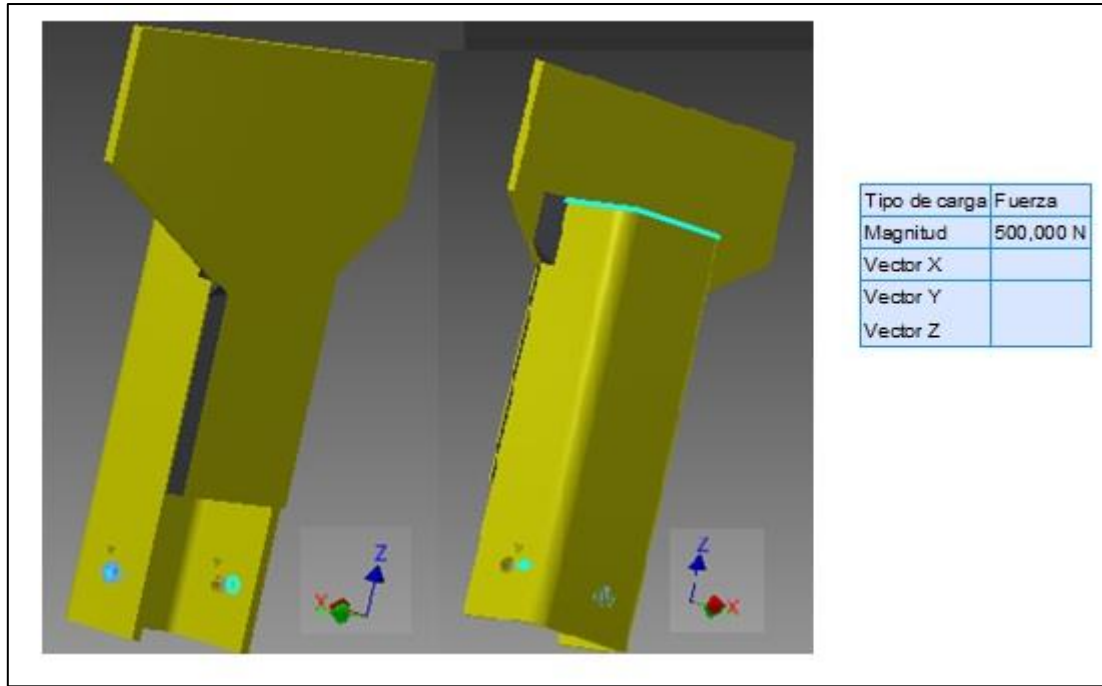 Z
X
Z
X
Tipo de carga Fuerza
Magnitud 500,000 N
Vector X
Vector Y
Vector Z